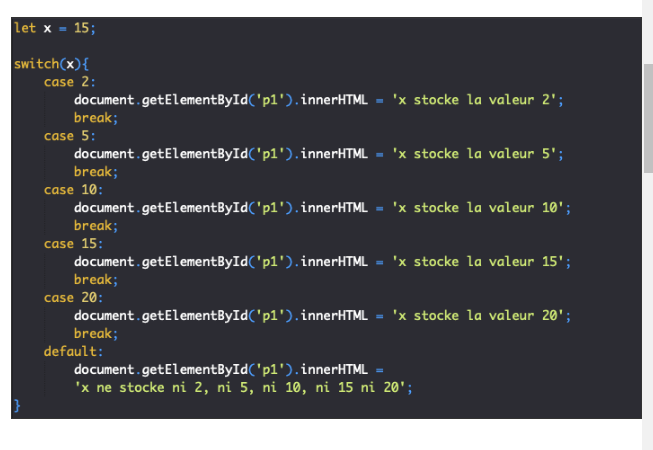 let x = 15;
switch(x){
case 2:
document.getElementById('p1').innerHTML = 'x stocke la valeur 2';
break;
case 5:
document.getElementById('p1').innerHTML = 'x stocke la valeur 5';
break;
case 10:
document.getElementById('p1').innerHTML = 'x stocke la valeur 10';
break;
case 15:
document.getElementById('p1').innerHTML = 'x stocke la valeur 15';
break;
case 20:
document.getElementById('p1').innerHTML = 'x stocke la valeur 20';
break;
default:
document.getElementById('p1').innerHTML =
'x ne stocke ni 2, ni 5, ni 10, ni 15 ni 20';
}